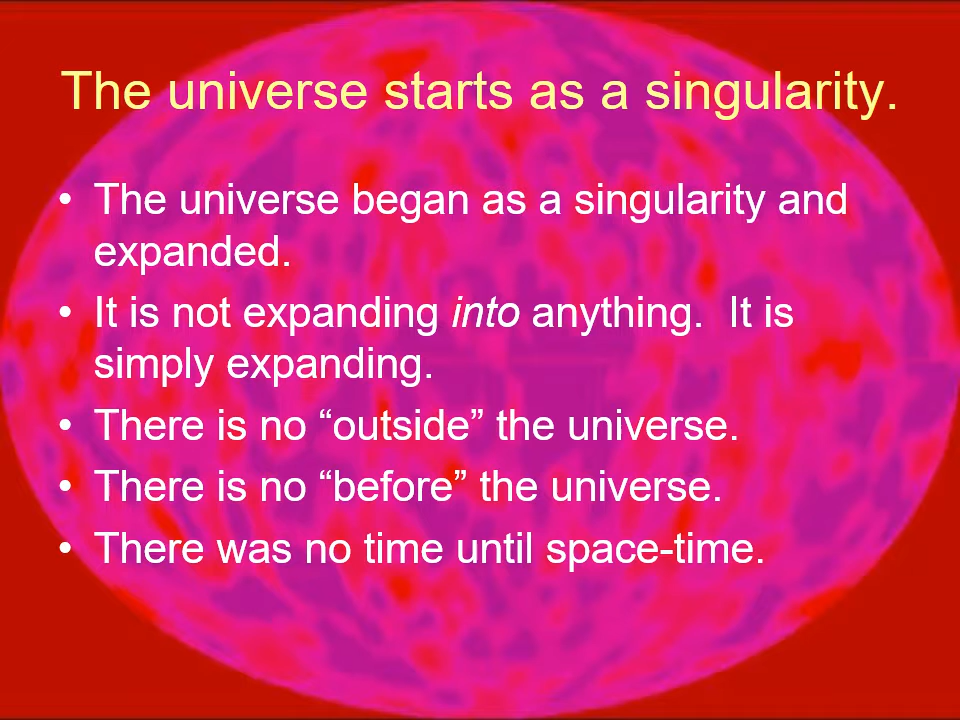 The universe starts as a singularity.
• The universe began as a singularity and
expanded.
• It is not expanding into anything.  It is
simply expanding.
• There is no “outside” the universe.
• There is no “before” the universe.
• There was no time until space-time.